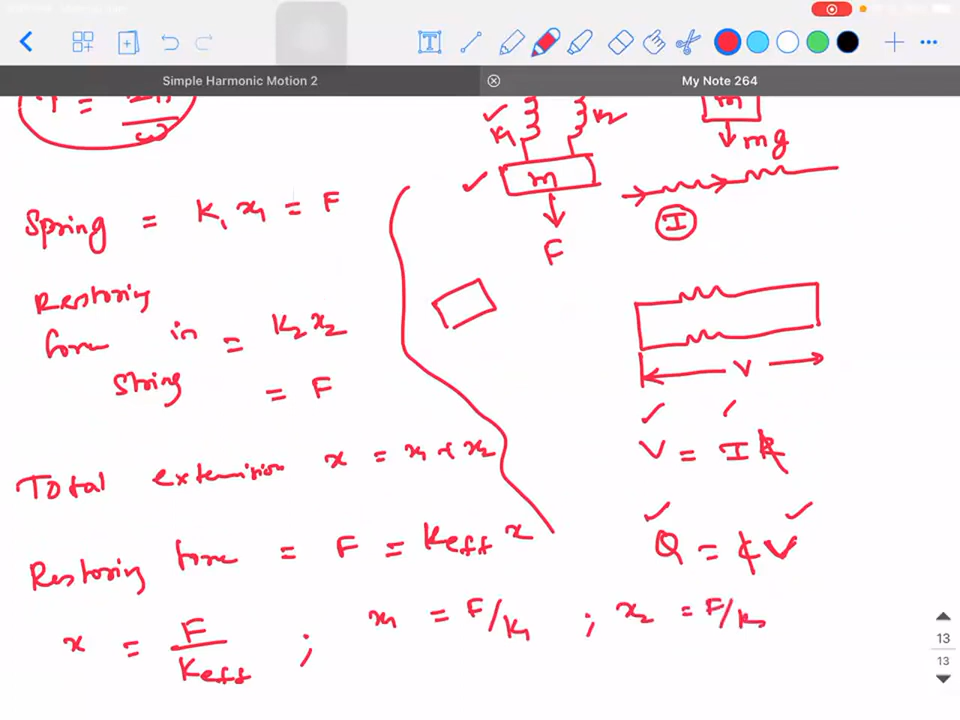 Simple Harmonic Motion 2
My Note 264
T = 2π/ω
K1 K2
m
F
m
mg
I
Spring = K1 x1 = F
Restoring force in string = K2 x2
= F
V
V = IR
Total extension x = x1 + x2
Q = CV
Restoring force = F = Keff x
x = F/Keff ; x1 = F/K1 ; x2 = F/K2
13
13